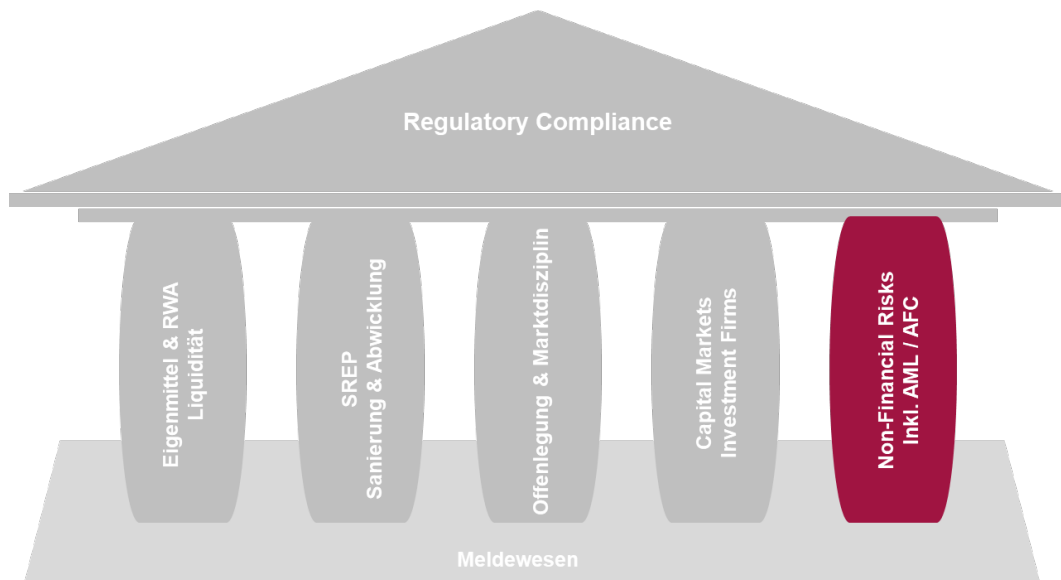 Regulatory Compliance
Eigenmittel & RWA
Liquidität
SREP
Sanierung & Abwicklung
Offenlegung & Marktdisziplin
Capital Markets
Investment Firms
Non-Financial Risks
Inkl. AML / AFC
Meldewesen